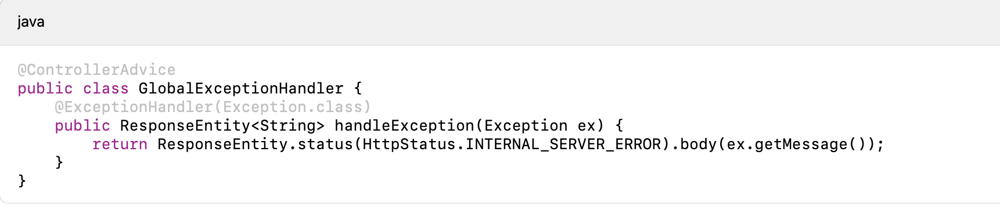 java
@ControllerAdvice
public class GlobalExceptionHandler {
    @ExceptionHandler(Exception.class)
    public ResponseEntity<String> handleException(Exception ex) {
        return ResponseEntity.status(HttpStatus.INTERNAL_SERVER_ERROR).body(ex.getMessage());
    }
}